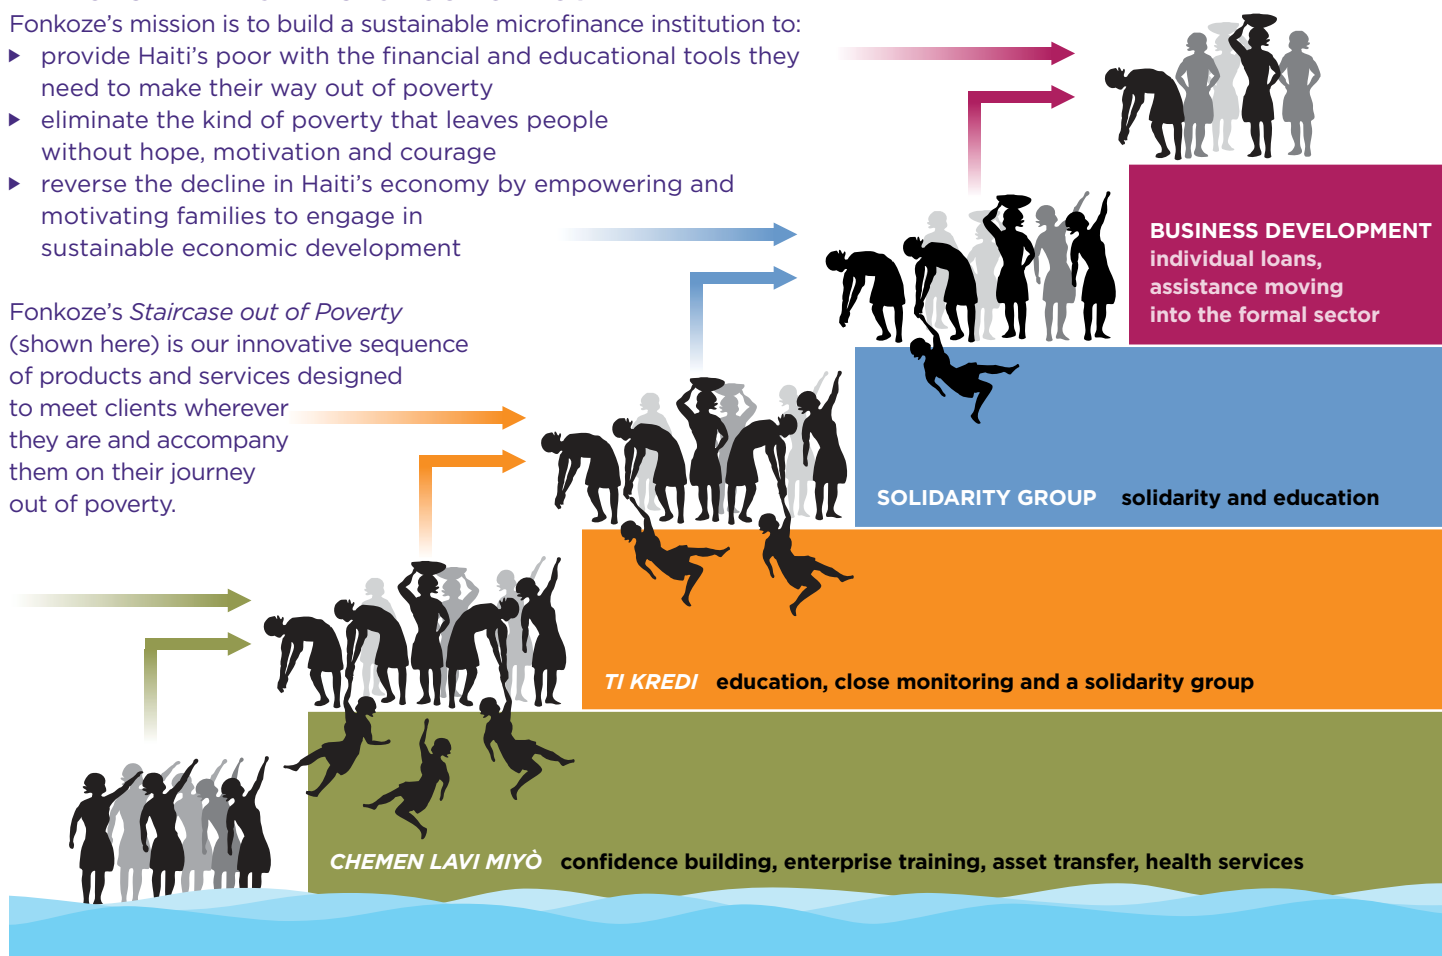 Fonkoze’s mission is to build a sustainable microfinance institution to:
▶ provide Haiti’s poor with the financial and educational tools they
need to make their way out of poverty
▶ eliminate the kind of poverty that leaves people
without hope, motivation and courage
▶ reverse the decline in Haiti’s economy by empowering and
motivating families to engage in
sustainable economic development
Fonkoze’s Staircase out of Poverty
(shown here) is our innovative sequence
of products and services designed
to meet clients wherever
they are and accompany
them on their journey
out of poverty.
BUSINESS DEVELOPMENT
individual loans,
assistance moving
into the formal sector
SOLIDARITY GROUP solidarity and education
TI KREDI education, close monitoring and a solidarity group
CHEMEN LAVI MIYÒ confidence building, enterprise training, asset transfer, health services